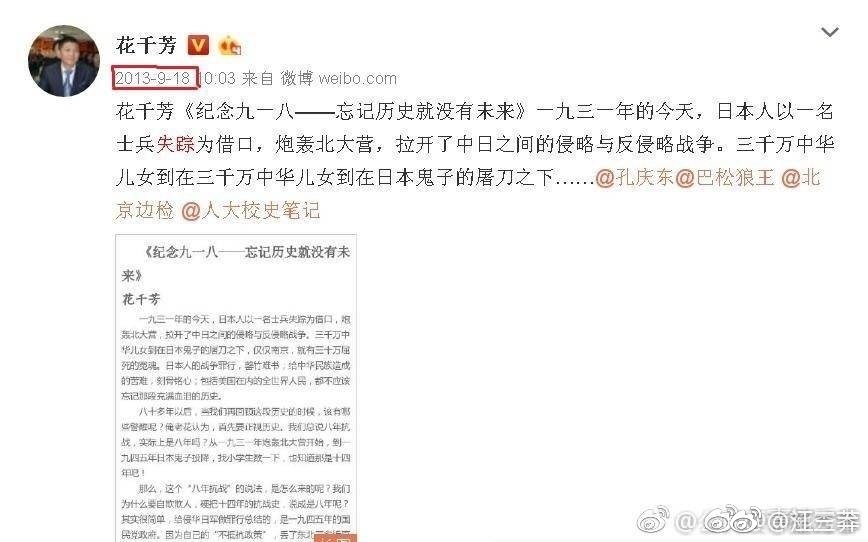 花千芳
2013-9-18 10:03 来自 微博 weibo.com
花千芳《纪念九一八——忘记历史就没有未来》一九三一年的今天，日本人以一名
士兵失踪为借口，炮轰北大营，拉开了中日之间的侵略与反侵略战争。三千万中华
儿女到在三千万中华儿女到在日本鬼子的屠刀之下……@孔庆东@巴松狼王 @北
京边检 @人大校史笔记
《纪念九一八——忘记历史就没有未
来》
花千芳
一九三一年的今天，日本人以一名士兵失踪为借口，炮
轰北大营，拉开了中日之间的侵略与反侵略战争。三千万中
华儿女到在日本鬼子的屠刀之下，仅仅南京，就有三十万屈
死的冤魂。日本人的战争罪行，罄竹难书，给中华民族造成
的苦难，刻骨铭心；包括美国在内的全世界人民，都不应该
忘记那段充满血泪的历史。
八十多年以后，当我们再回顾这段历史的时候，该有哪
些警醒呢？俺老花认为，首先要正视历史。我们总说八年抗
战，实际上是八年吗？从一九三一年炮轰北大营开始，到一
九四五年日本鬼子投降，找小学生数一下，也知道那是十四
年吧！
那么，这个“八年抗战”的说法，是怎么来的呢？我们
为什么要自欺欺人，硬把十四年的抗战史，说成是八年呢？
其实很简单，给侵华日军做罪行总结的，是一九四五年的国
民党政府。因为自己的“不抵抗政策”，丢了东北
长图
@汪云莽